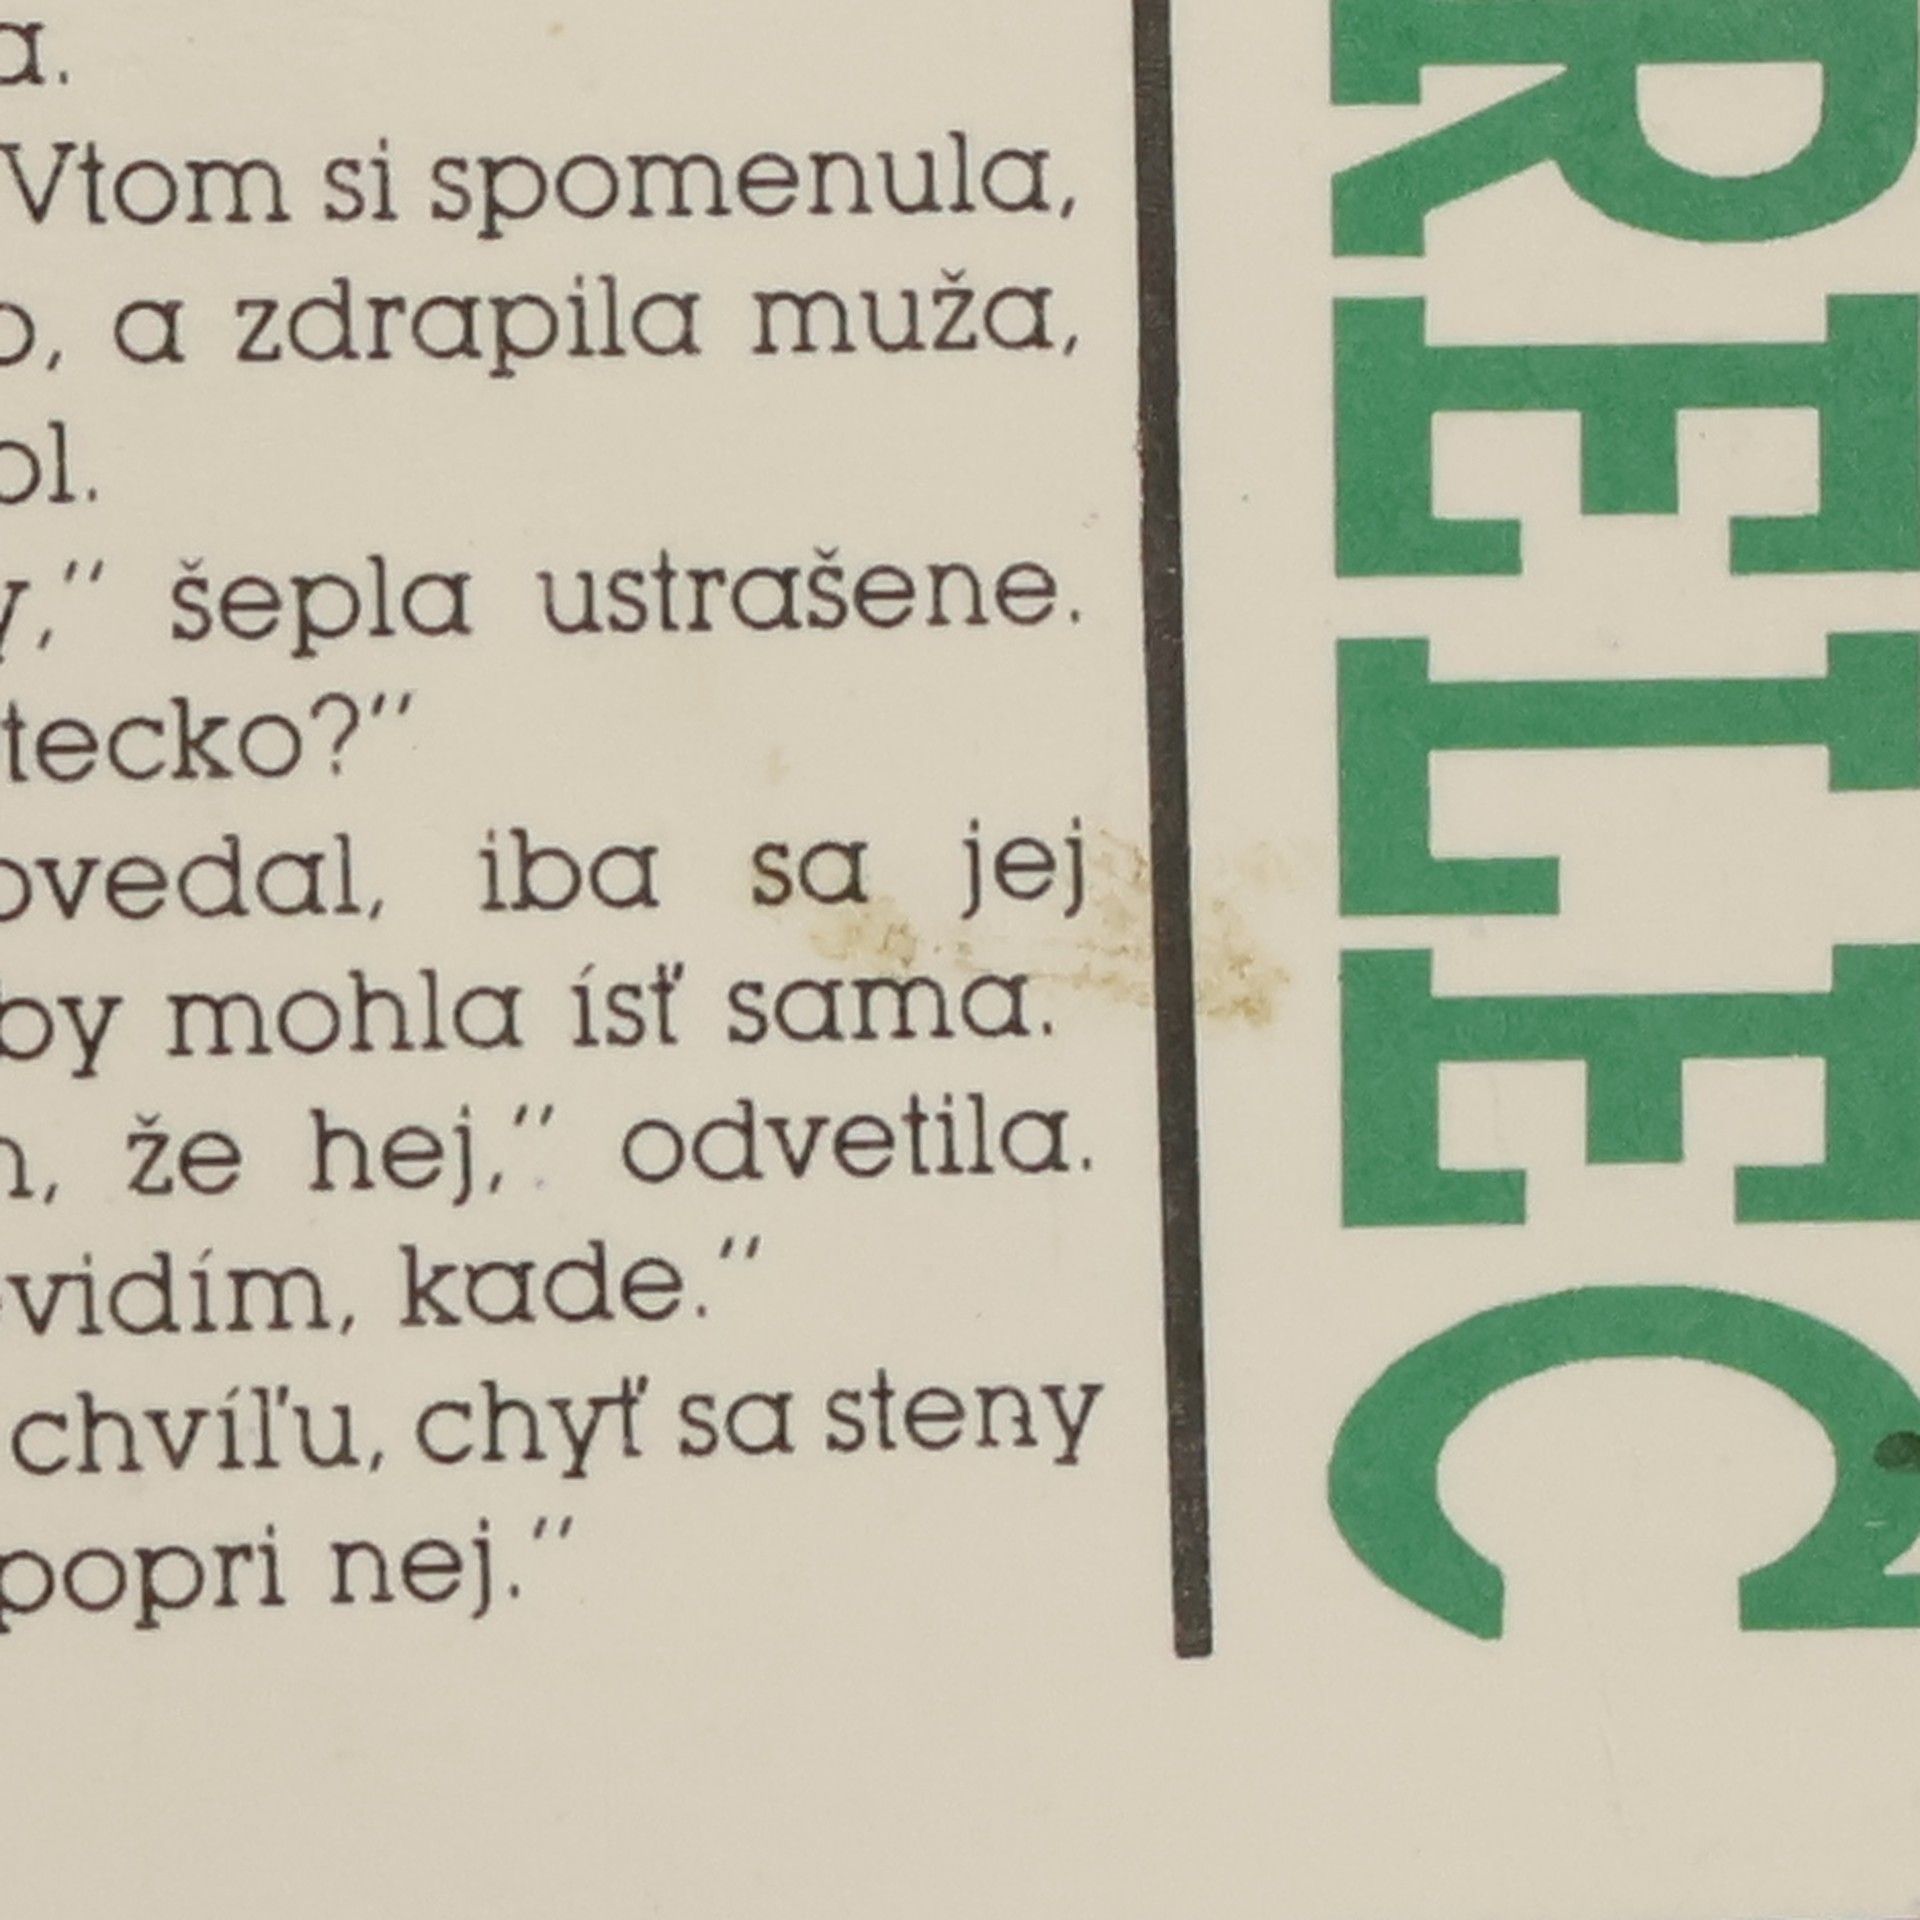 a.
Vtom si spomenula,
o, a zdrapila muža,
ol.
y,“ šepla ustrašene.
tecko?“
ovedal, iba sa jej
by mohla ísť sama.
n, že hej,“ odvetila.
vidím, kade.“
chvíľu, chyť sa steny
popri nej.“
RELEC